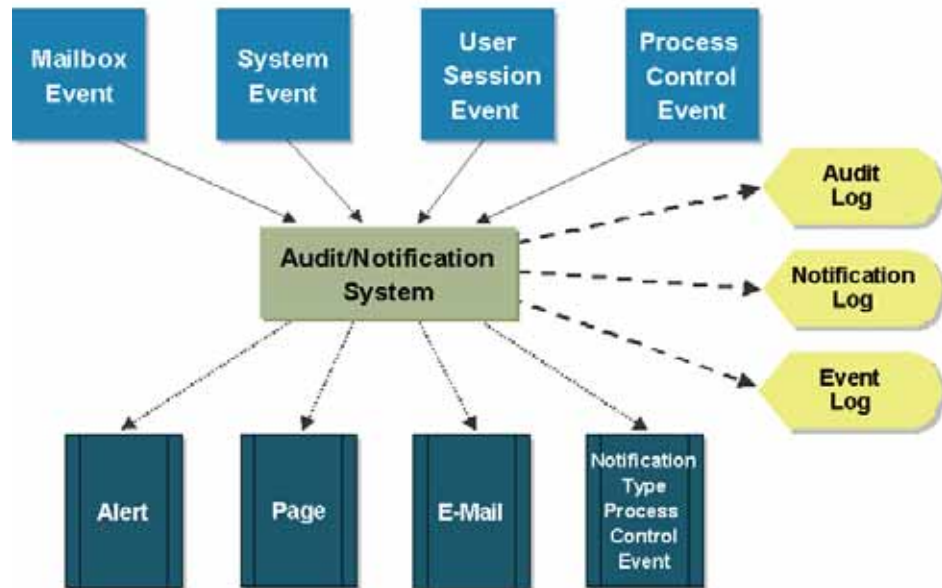 Mailbox
Event
System
Event
User
Session
Event
Process
Control
Event
Audit
Log
Audit/Notification
System
Notification
Log
Event
Log
Alert
Page
E-Mail
Notification
Type
Process
Control
Event